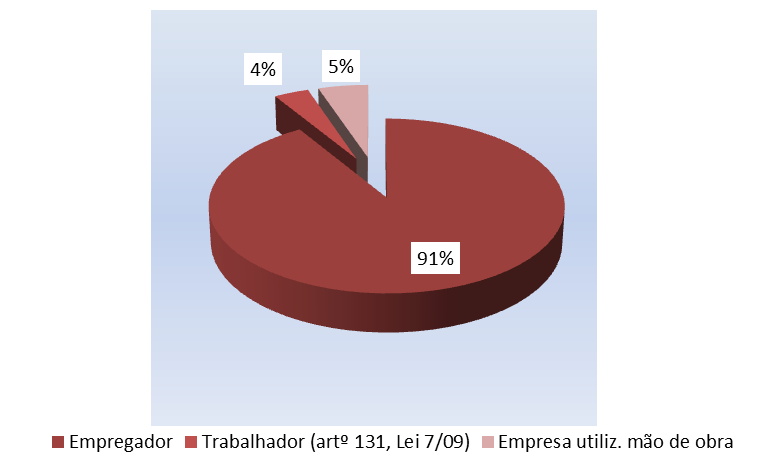 5%
4%
91%
Empregador Trabalhador (artº 131, Lei 7/09) Empresa utiliz. mão de obra